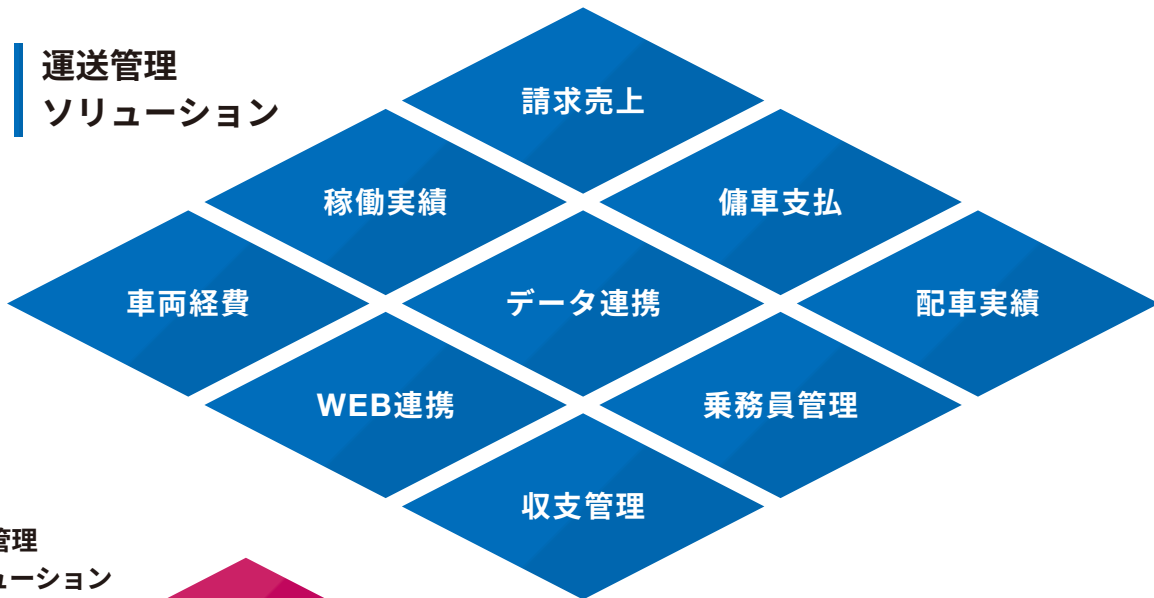 運送管理
ソリューション
請求売上
稼働実績
傭車支払
車両経費
データ連携
配車実績
WEB連携
乗務員管理
収支管理
管理
ューション